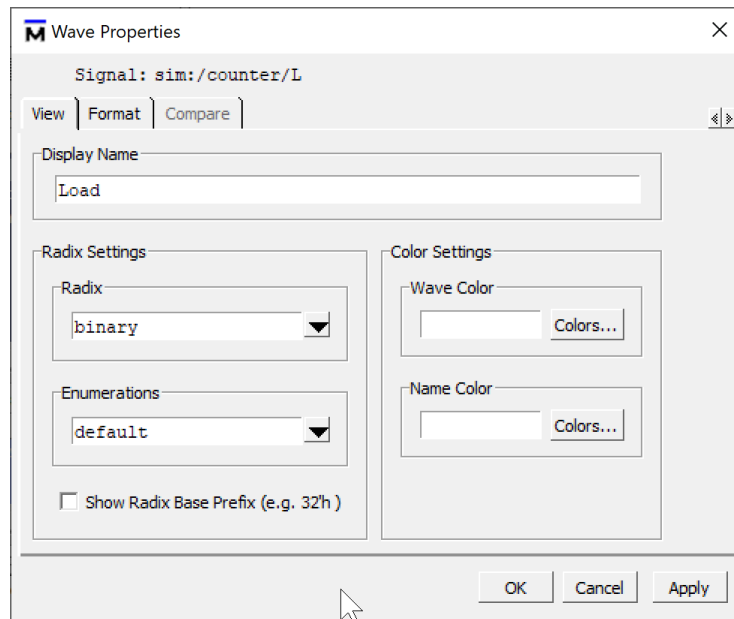 Wave Properties
Signal: sim:/counter/L
View Format Compare
Display Name
Load
Radix Settings
Radix
binary
Enumerations
default
Show Radix Base Prefix (e.g. 32'h )
Color Settings
Wave Color
Colors...
Name Color
Colors...
OK Cancel Apply